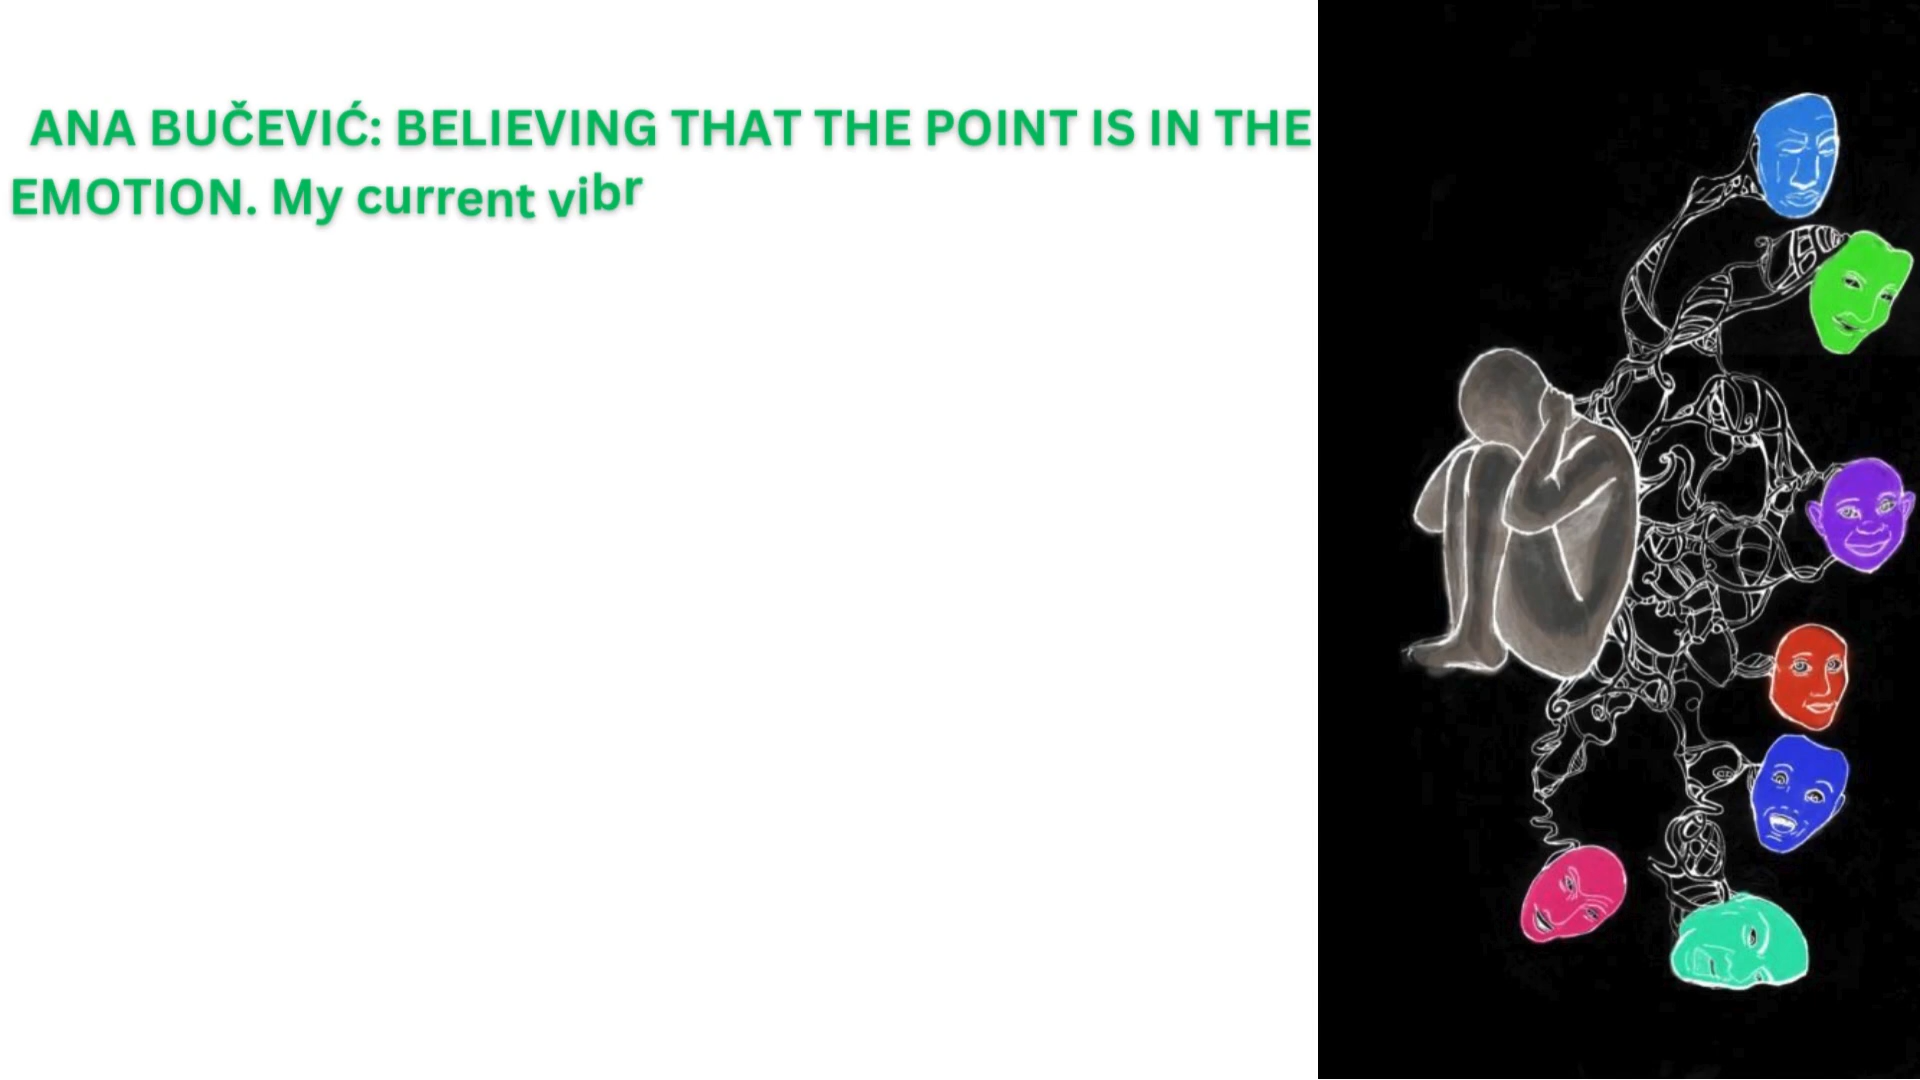 ANA BUČEVIĆ: BELIEVING THAT THE POINT IS IN THE
EMOTION. My current vibr